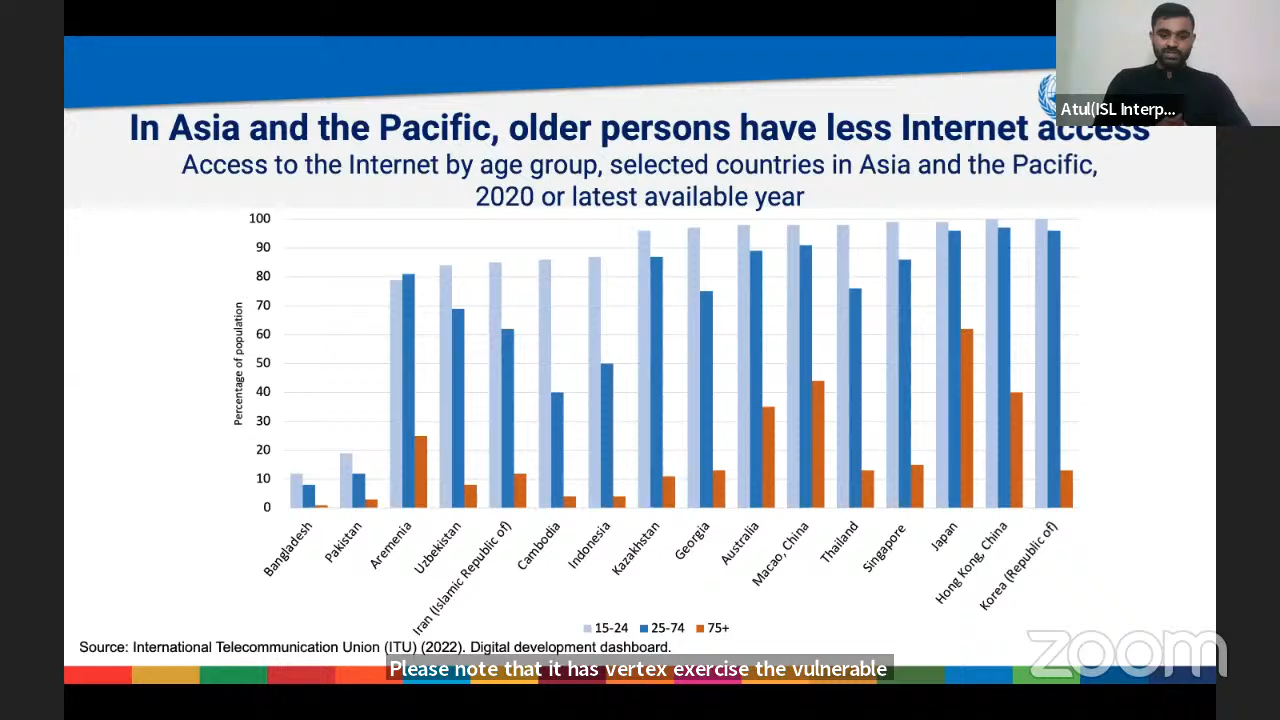 Atul(ISL Interp...
In Asia and the Pacific, older persons have less Internet access
Access to the Internet by age group, selected countries in Asia and the Pacific,
2020 or latest available year
100
90
80
70
60
50
40
30
20
10
0
Percentage of population
Bangladesh
Pakistan
Aremenia
Uzbekistan
Iran (Islamic Republic of)
Cambodia
Indonesia
Kazakhstan
Georgia
Australia
Macao, China
Thailand
Singapore
Japan
Hong Kong, China
Korea (Republic of)
15-24 25-74 75+
Source: International Telecommunication Union (ITU) (2022). Digital development dashboard.
Please note that it has vertex exercise the vulnerable
zoom